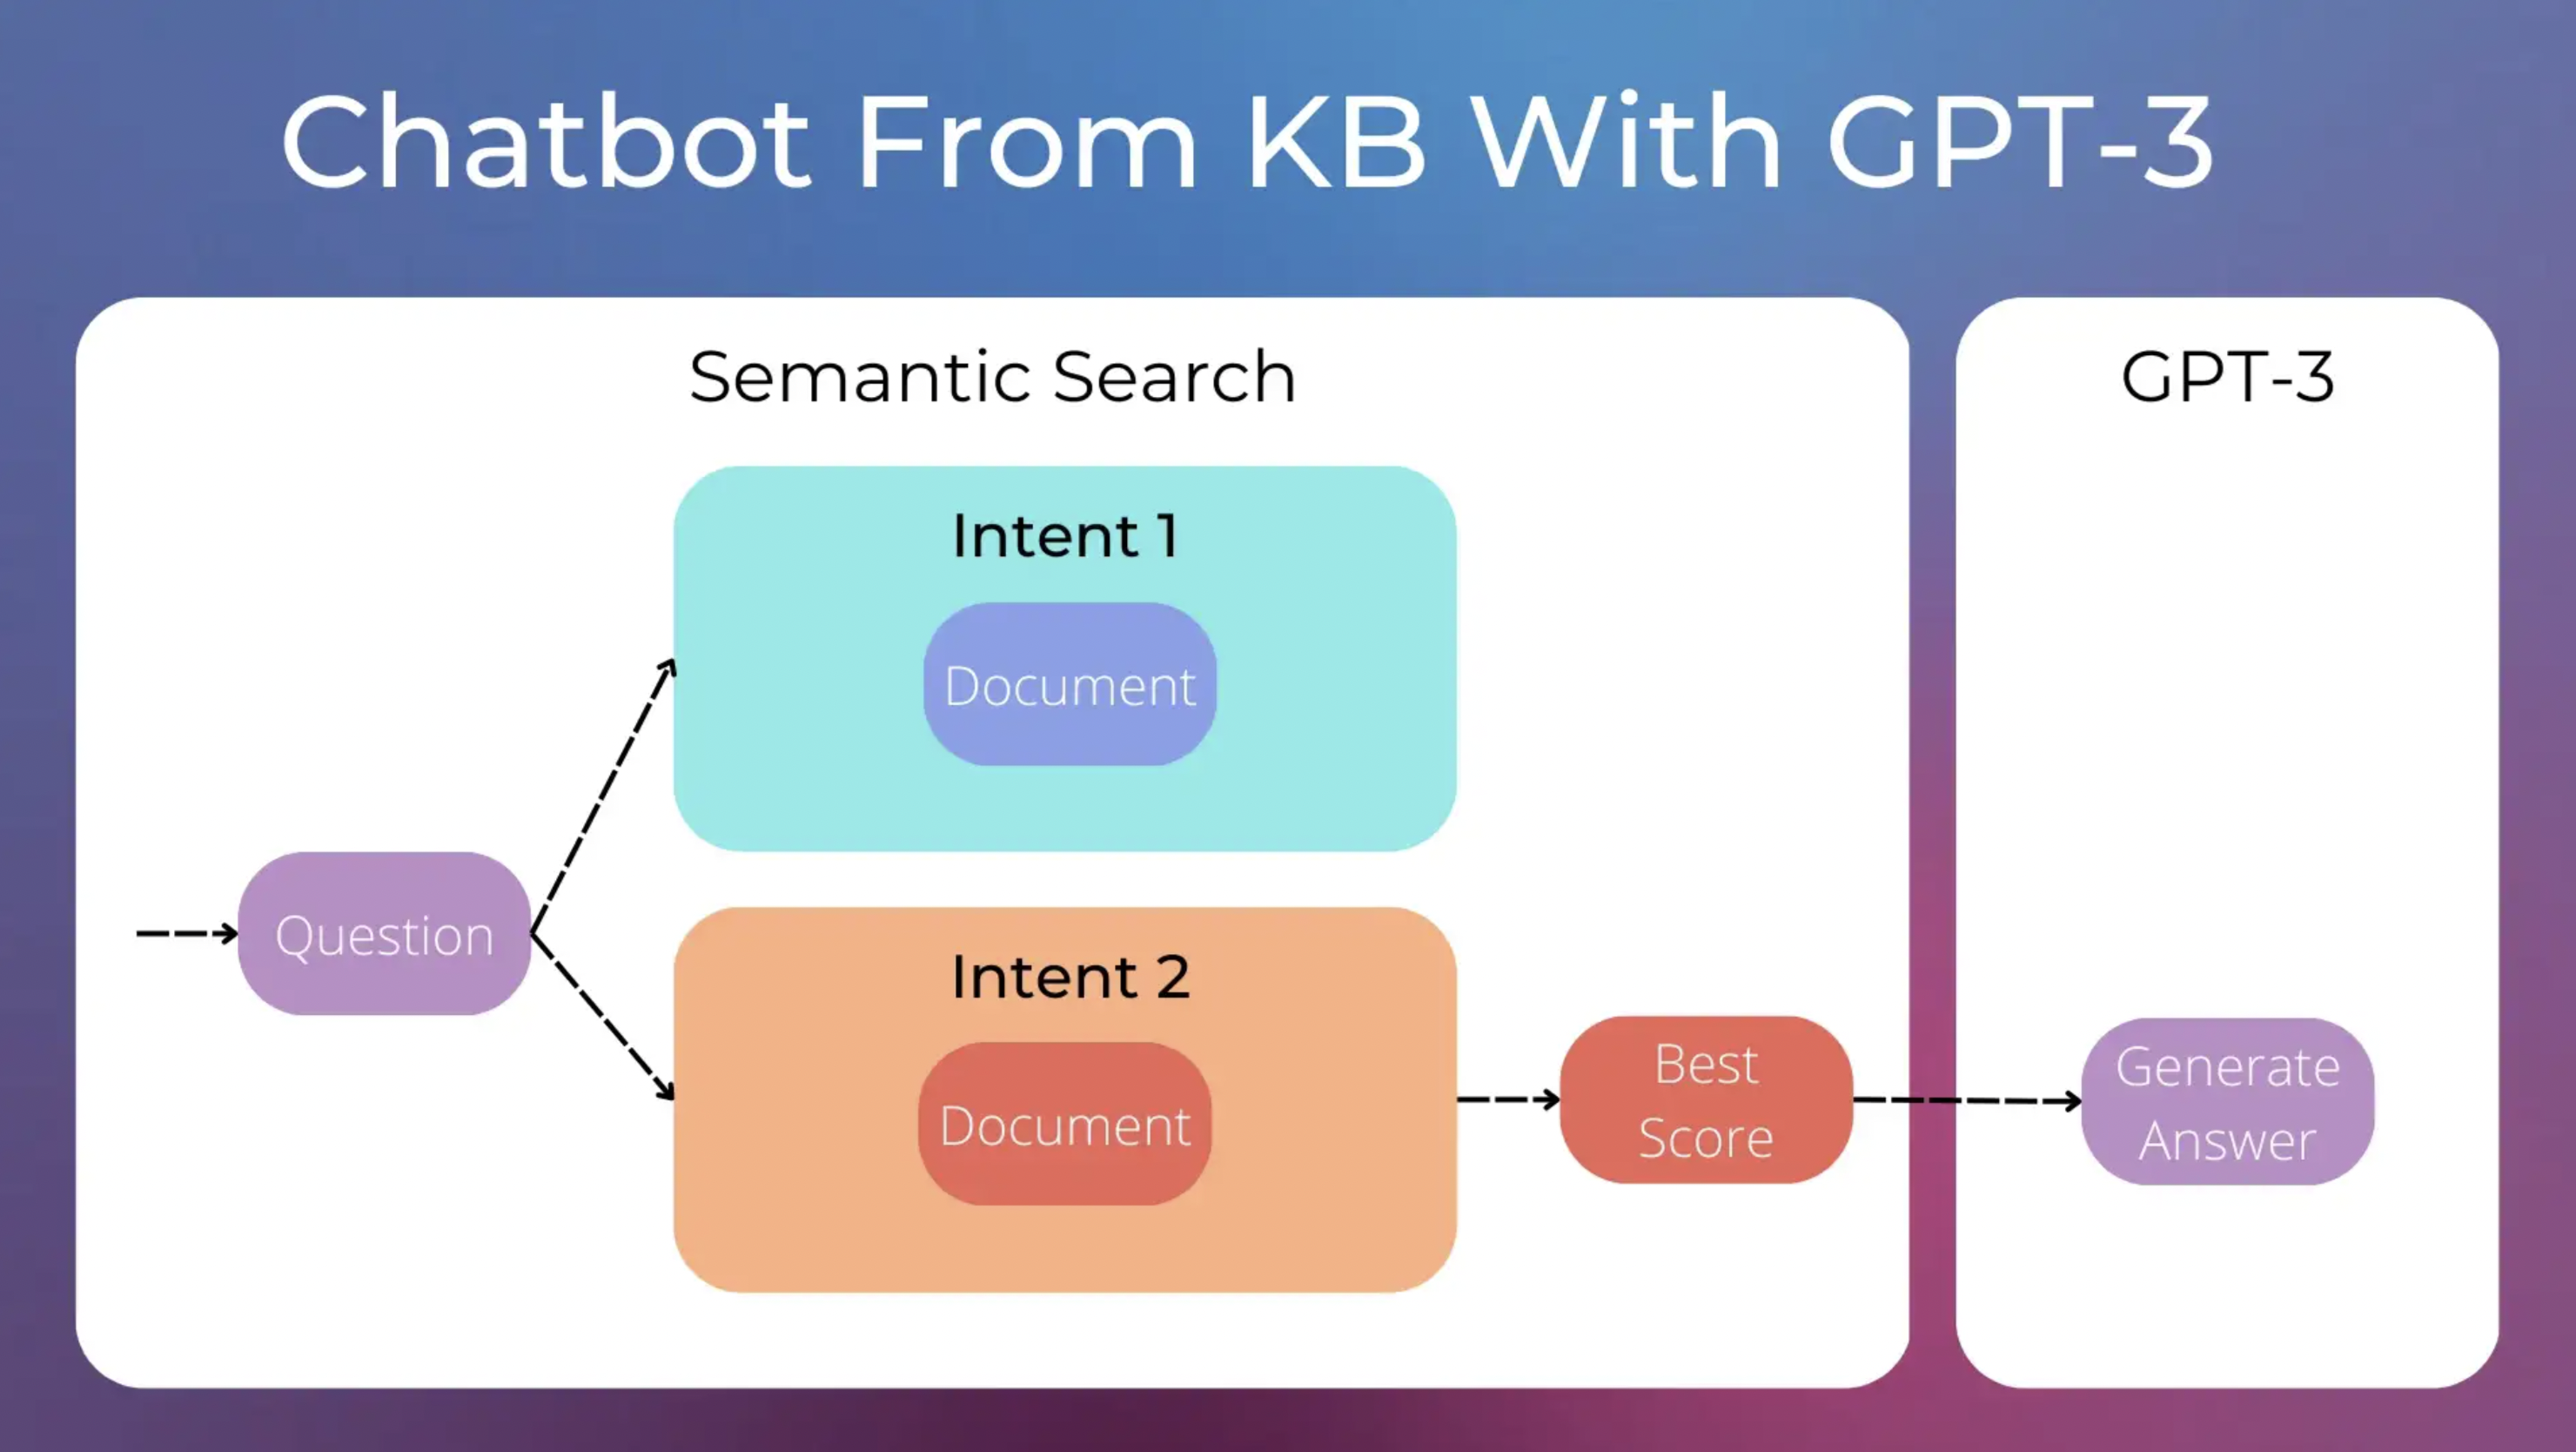 Chatbot From KB With GPT-3
Semantic Search
GPT-3
Intent 1
Document
Question
Intent 2
Document
Best
Score
Generate
Answer